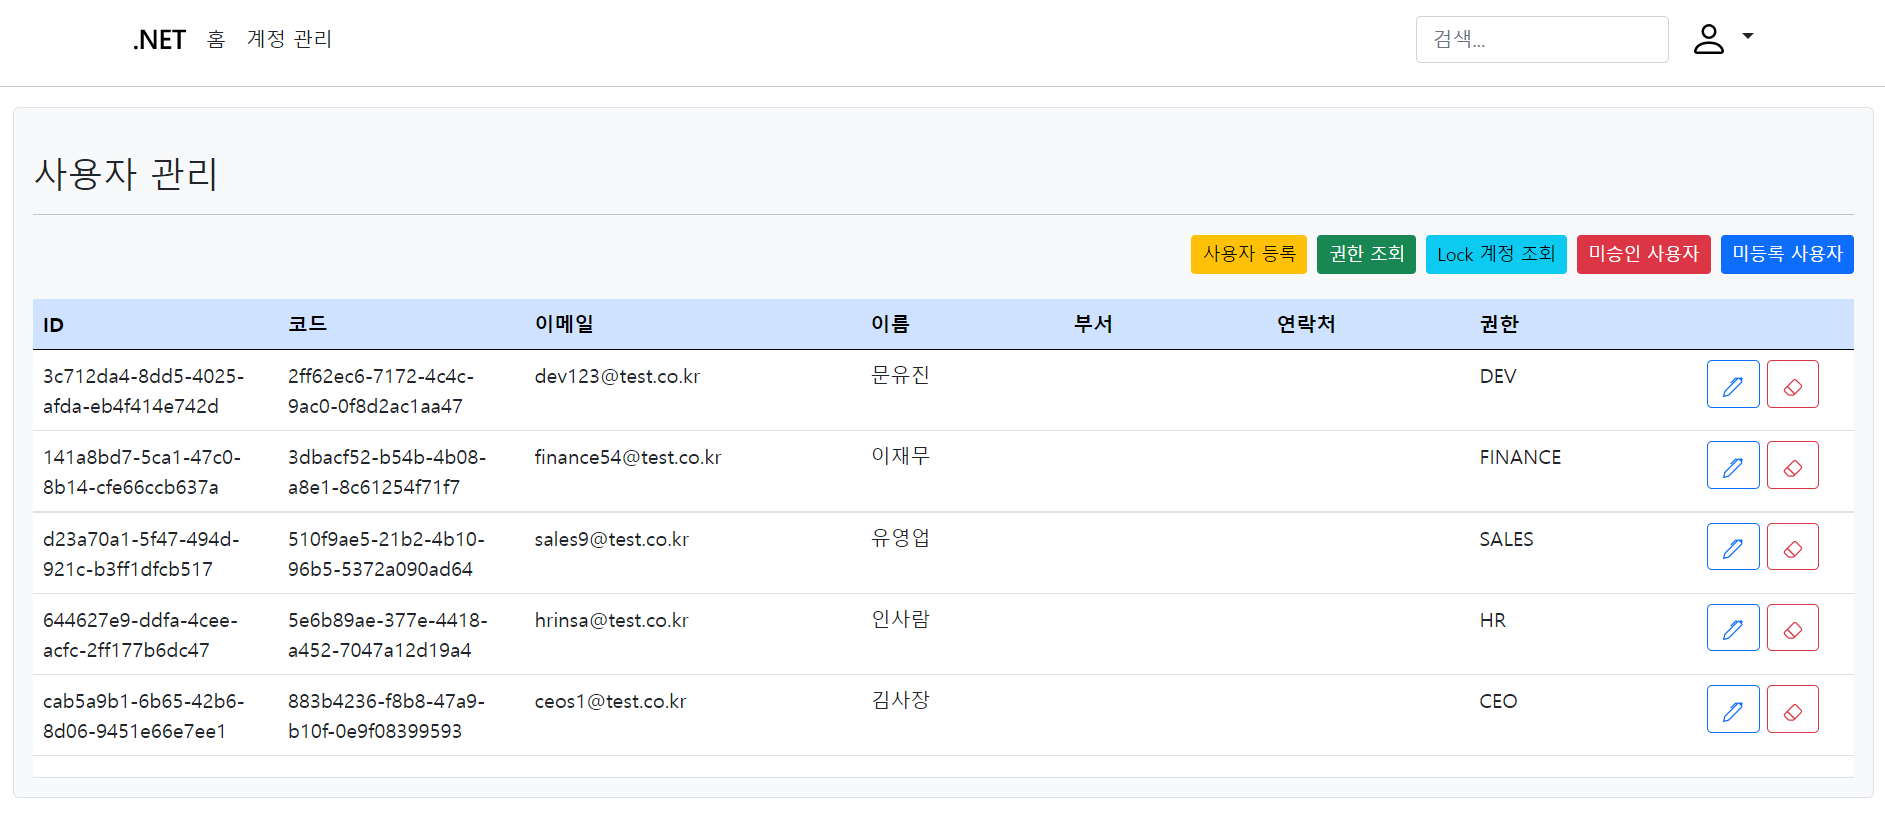 .NET 홈 계정 관리 검색...
사용자 관리
사용자 등록 권한 조회 Lock 계정 조회 미승인 사용자 미등록 사용자
ID 코드 이메일 이름 부서 연락처 권한
3c712da4-8dd5-4025- 2ff62ec6-7172-4c4c- dev123@test.co.kr 문유진 DEV
afda-eb4f414e742d 9ac0-0f8d2ac1aa47
141a8bd7-5ca1-47c0- 3dbacf52-b54b-4b08- finance54@test.co.kr 이재무 FINANCE
8b14-cfe66ccb637a a8e1-8c61254f71f7
d23a70a1-5f47-494d- 510f9ae5-21b2-4b10- sales9@test.co.kr 유영업 SALES
921c-b3ff1dfcb517 96b5-5372a090ad64
644627e9-ddfa-4cee- 5e6b89ae-377e-4418- hrinsa@test.co.kr 인사람 HR
acfc-2ff177b6dc47 a452-7047a12d19a4
cab5a9b1-6b65-42b6- 883b4236-f8b8-47a9- ceos1@test.co.kr 김사장 CEO
8d06-9451e66e7ee1 b10f-0e9f08399593